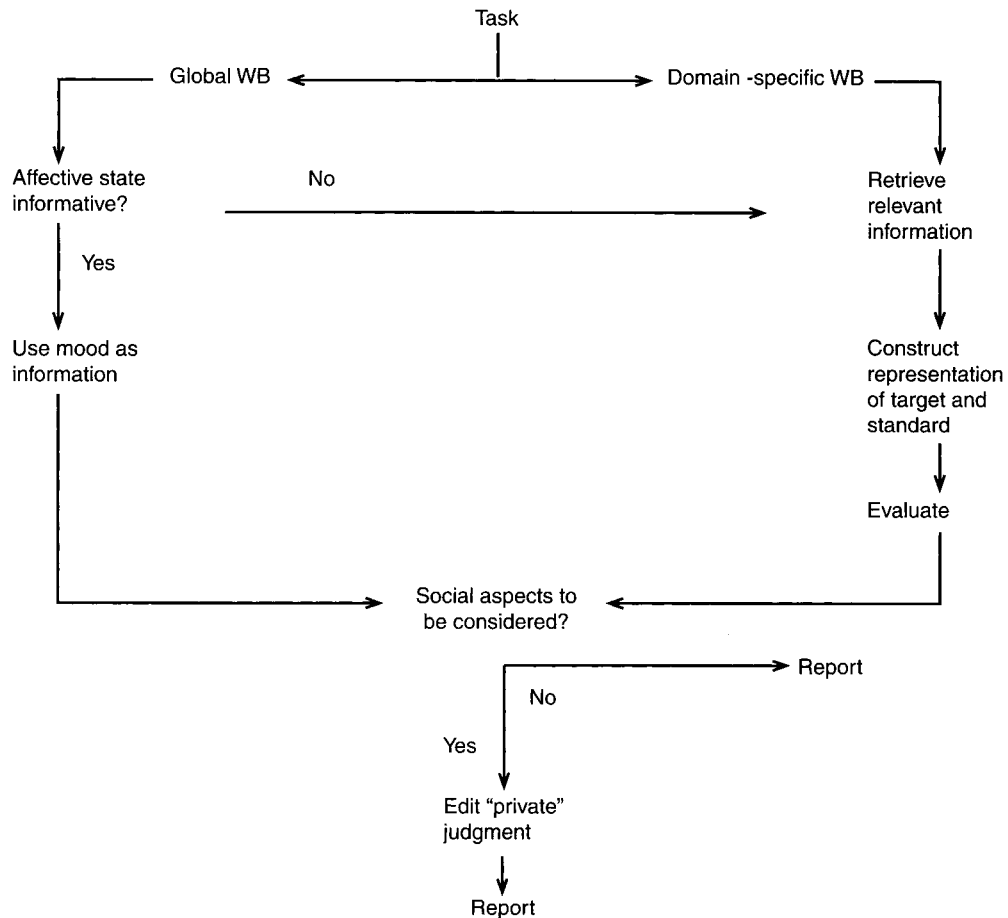 Task
Global WB
Domain -specific WB
Affective state
informative?
No
Retrieve
relevant
information
Yes
Use mood as
information
Construct
representation
of target and
standard
Evaluate
Social aspects to
be considered?
Report
No
Yes
Edit “private”
judgment
Report